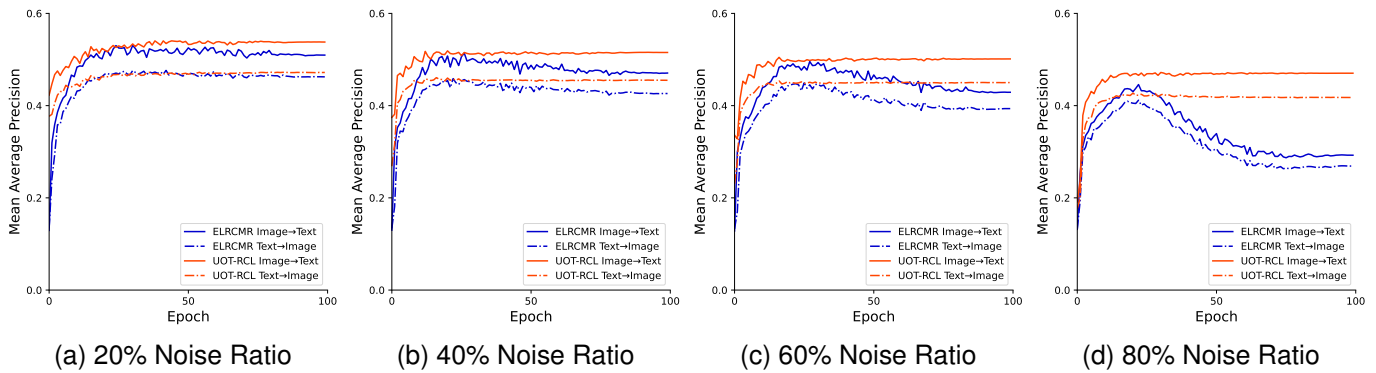 0.6
0.4
0.2
0.0
Mean Average Precision
0
50
100
Epoch
ELRCMR Image→Text
ELRCMR Text→Image
UOT-RCL Image→Text
UOT-RCL Text→Image
(a) 20% Noise Ratio
0.6
0.4
0.2
0.0
Mean Average Precision
0
50
100
Epoch
ELRCMR Image→Text
ELRCMR Text→Image
UOT-RCL Image→Text
UOT-RCL Text→Image
(b) 40% Noise Ratio
0.6
0.4
0.2
0.0
Mean Average Precision
0
50
100
Epoch
ELRCMR Image→Text
ELRCMR Text→Image
UOT-RCL Image→Text
UOT-RCL Text→Image
(c) 60% Noise Ratio
0.6
0.4
0.2
0.0
Mean Average Precision
0
50
100
Epoch
ELRCMR Image→Text
ELRCMR Text→Image
UOT-RCL Image→Text
UOT-RCL Text→Image
(d) 80% Noise Ratio